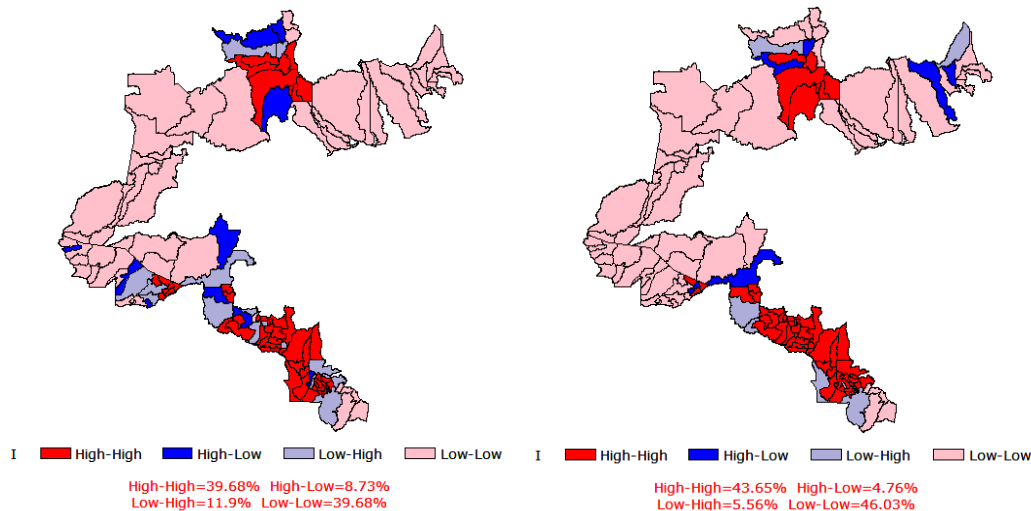 I High-High High-Low Low-High Low-Low
High-High=39.68% High-Low=8.73%
Low-High=11.9% Low-Low=39.68%
I High-High High-Low Low-High Low-Low
High-High=43.65% High-Low=4.76%
Low-High=5.56% Low-Low=46.03%